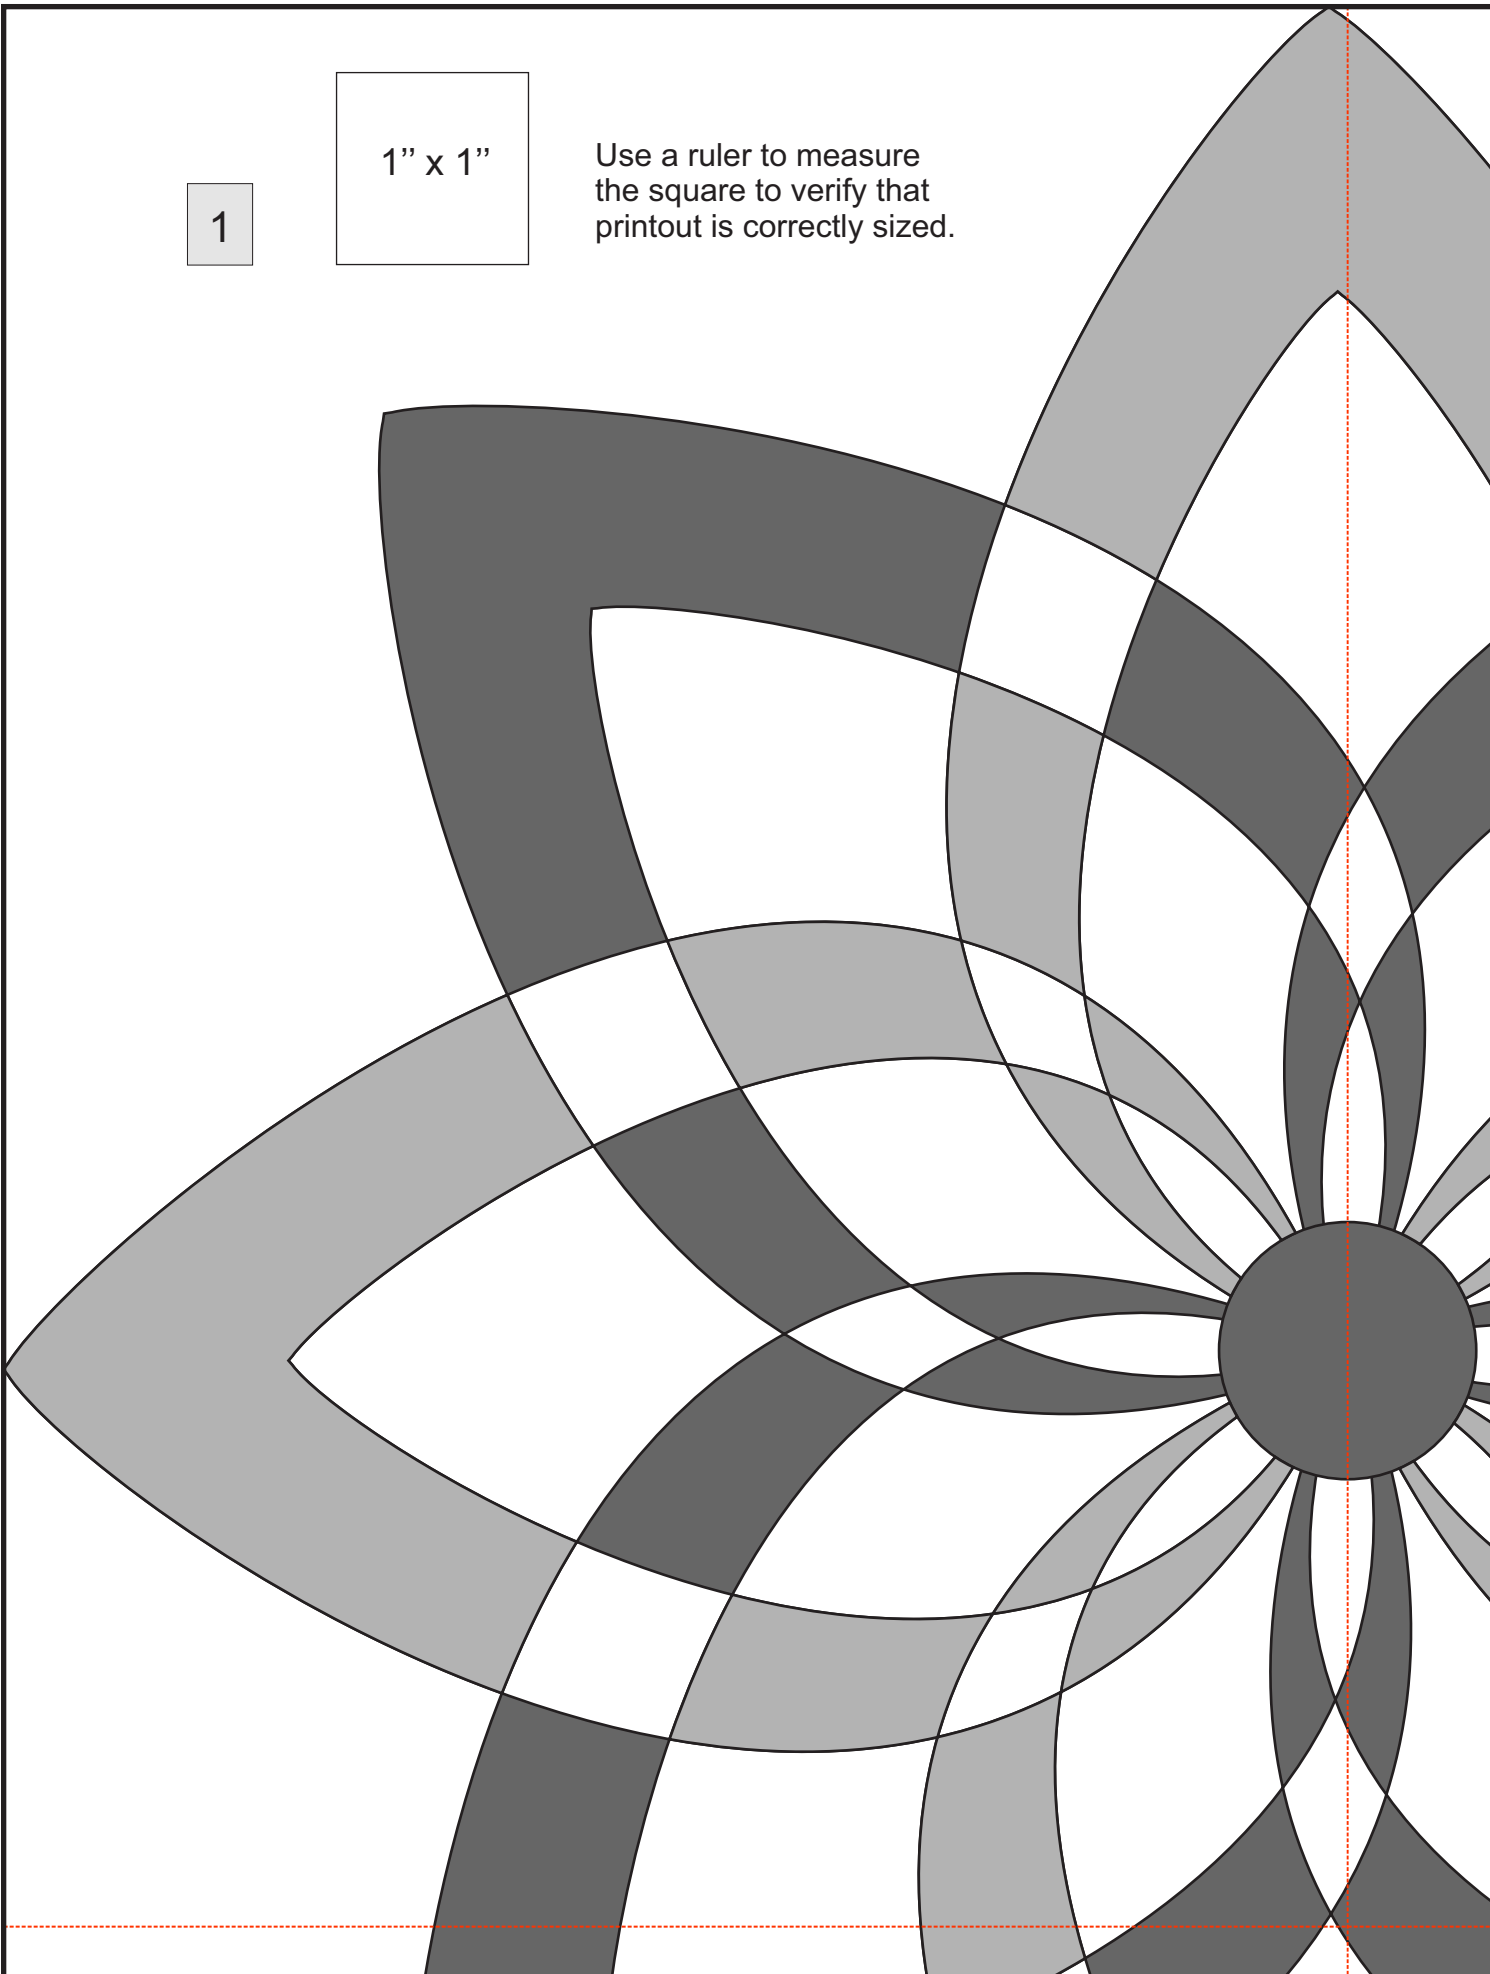 1
1’’ x 1’’
Use a ruler to measure
the square to verify that
printout is correctly sized.